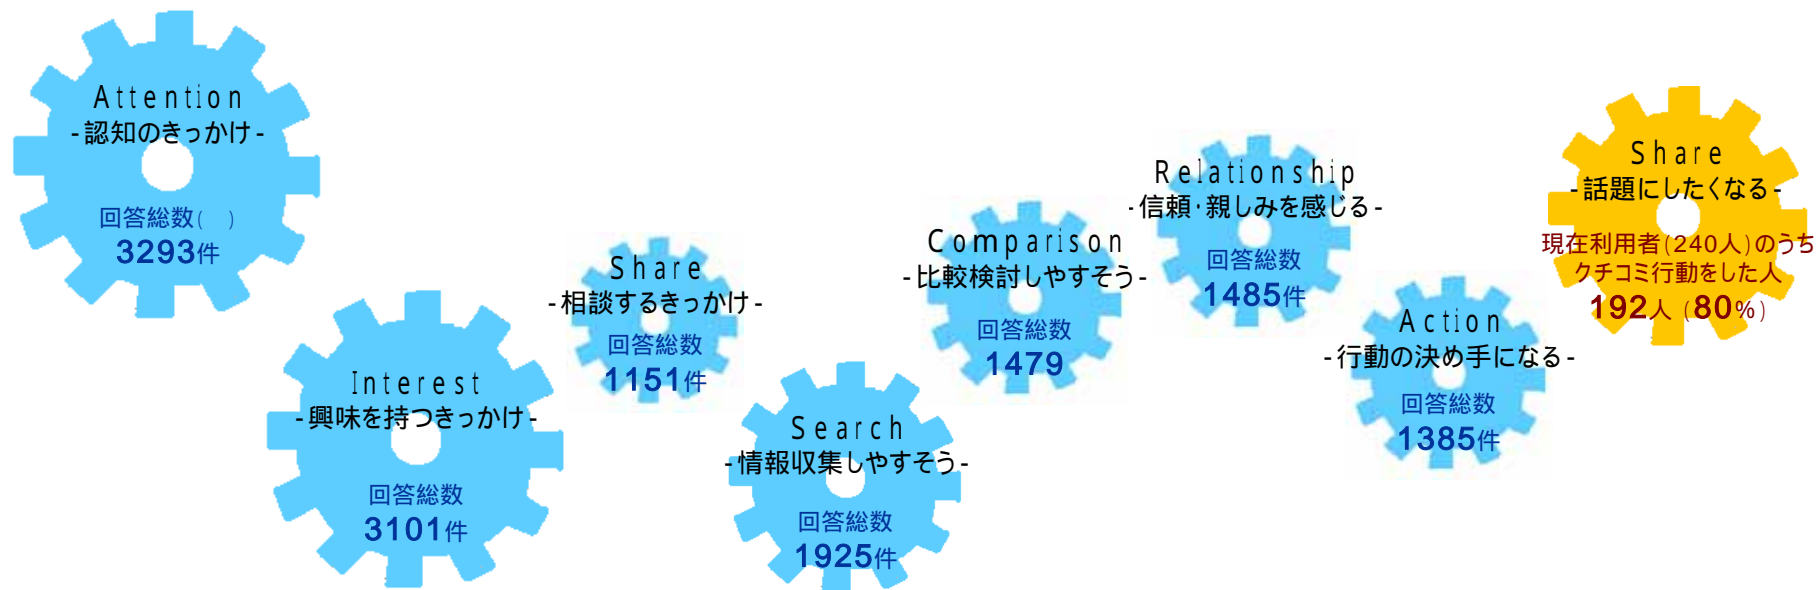 Attention
-認知のきっかけ-
回答総数( )
3293件
Interest
-興味を持つきっかけ-
回答総数
3101件
Share
-相談するきっかけ-
回答総数
1151件
Search
-情報収集しやすそう-
回答総数
1925件
Comparison
-比較検討しやすそう-
回答総数
1479
Relationship
-信頼・親しみを感じる-
回答総数
1485件
Action
-行動の決め手になる-
回答総数
1385件
Share
-話題にしたくなる-
現在利用者(240人)のうち
クチコミ行動をした人
192人(80%)